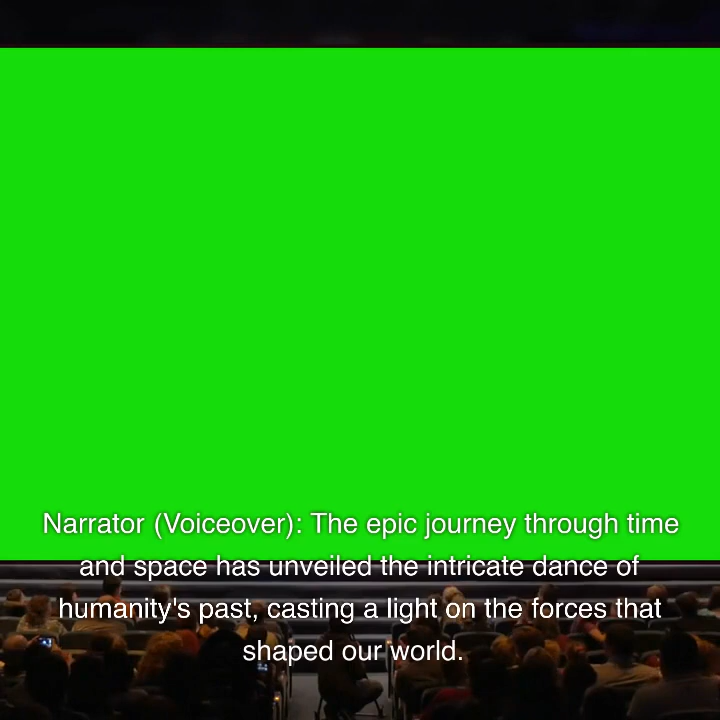 Narrator (Voiceover): The epic journey through time
and space has unveiled the intricate dance of
humanity's past, casting a light on the forces that
shaped our world.